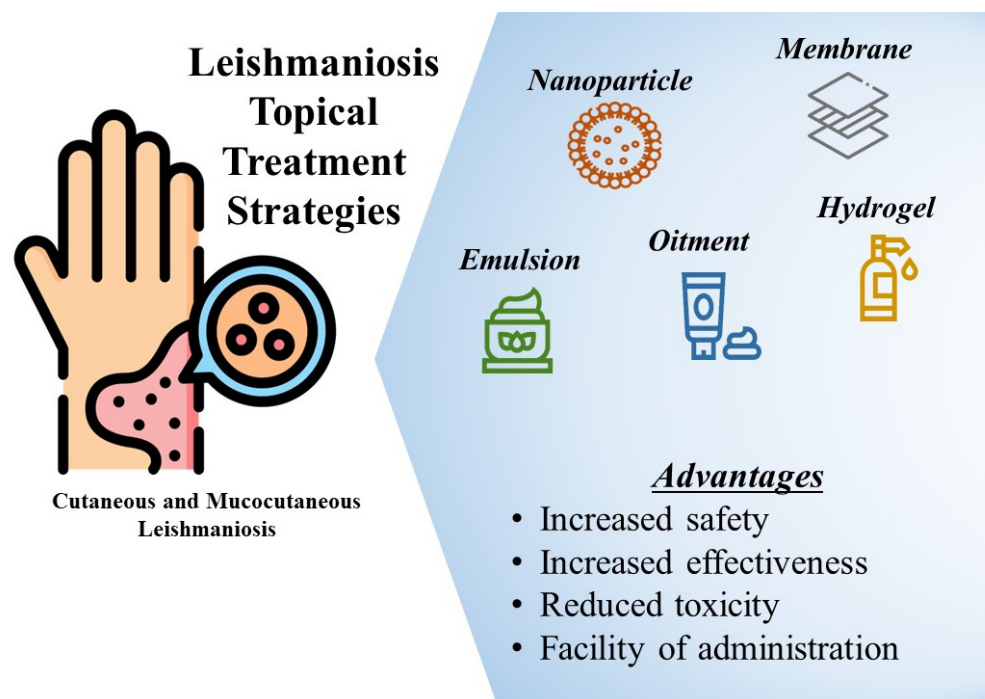 Leishmaniosis
Topical
Treatment
Strategies
Cutaneous and Mucocutaneous
Leishmaniosis
Nanoparticle
Membrane
Emulsion
Oitment
Hydrogel
Advantages
• Increased safety
• Increased effectiveness
• Reduced toxicity
• Facility of administration